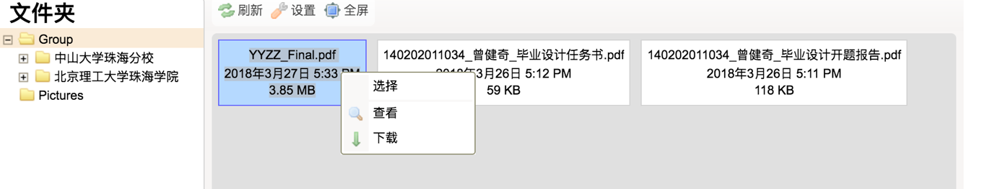 文件夹
Group
中山大学珠海分校
北京理工大学珠海学院
Pictures
刷新 设置 全屏
YYZZ_Final.pdf
2018年3月27日 5:33 PM
3.85 MB
140202011034_曾健奇_毕业设计任务书.pdf
2018年3月26日 5:12 PM
59 KB
140202011034_曾健奇_毕业设计开题报告.pdf
2018年3月26日 5:11 PM
118 KB
选择
查看
下载